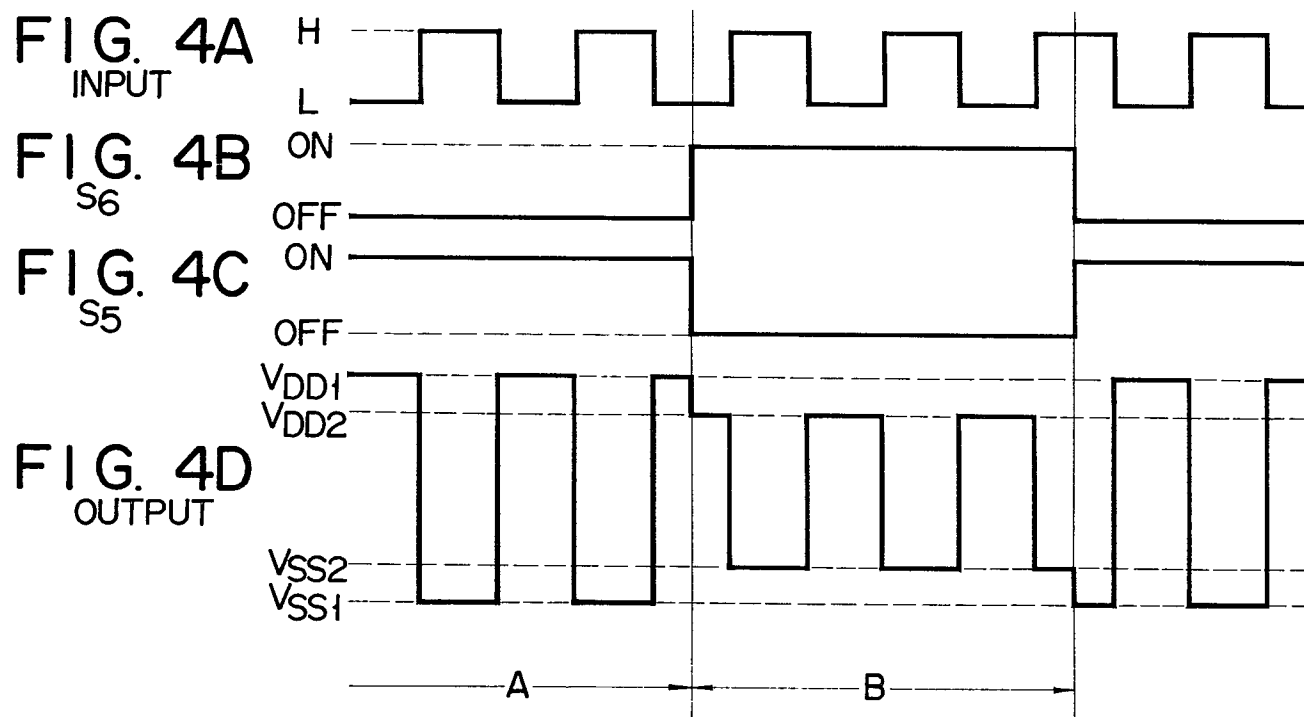 FIG. 4A
INPUT
H
L
FIG. 4B
S6
ON
OFF
FIG. 4C
S5
ON
OFF
FIG. 4D
OUTPUT
VDD1
VDD2
VSS2
VSS1
A
B